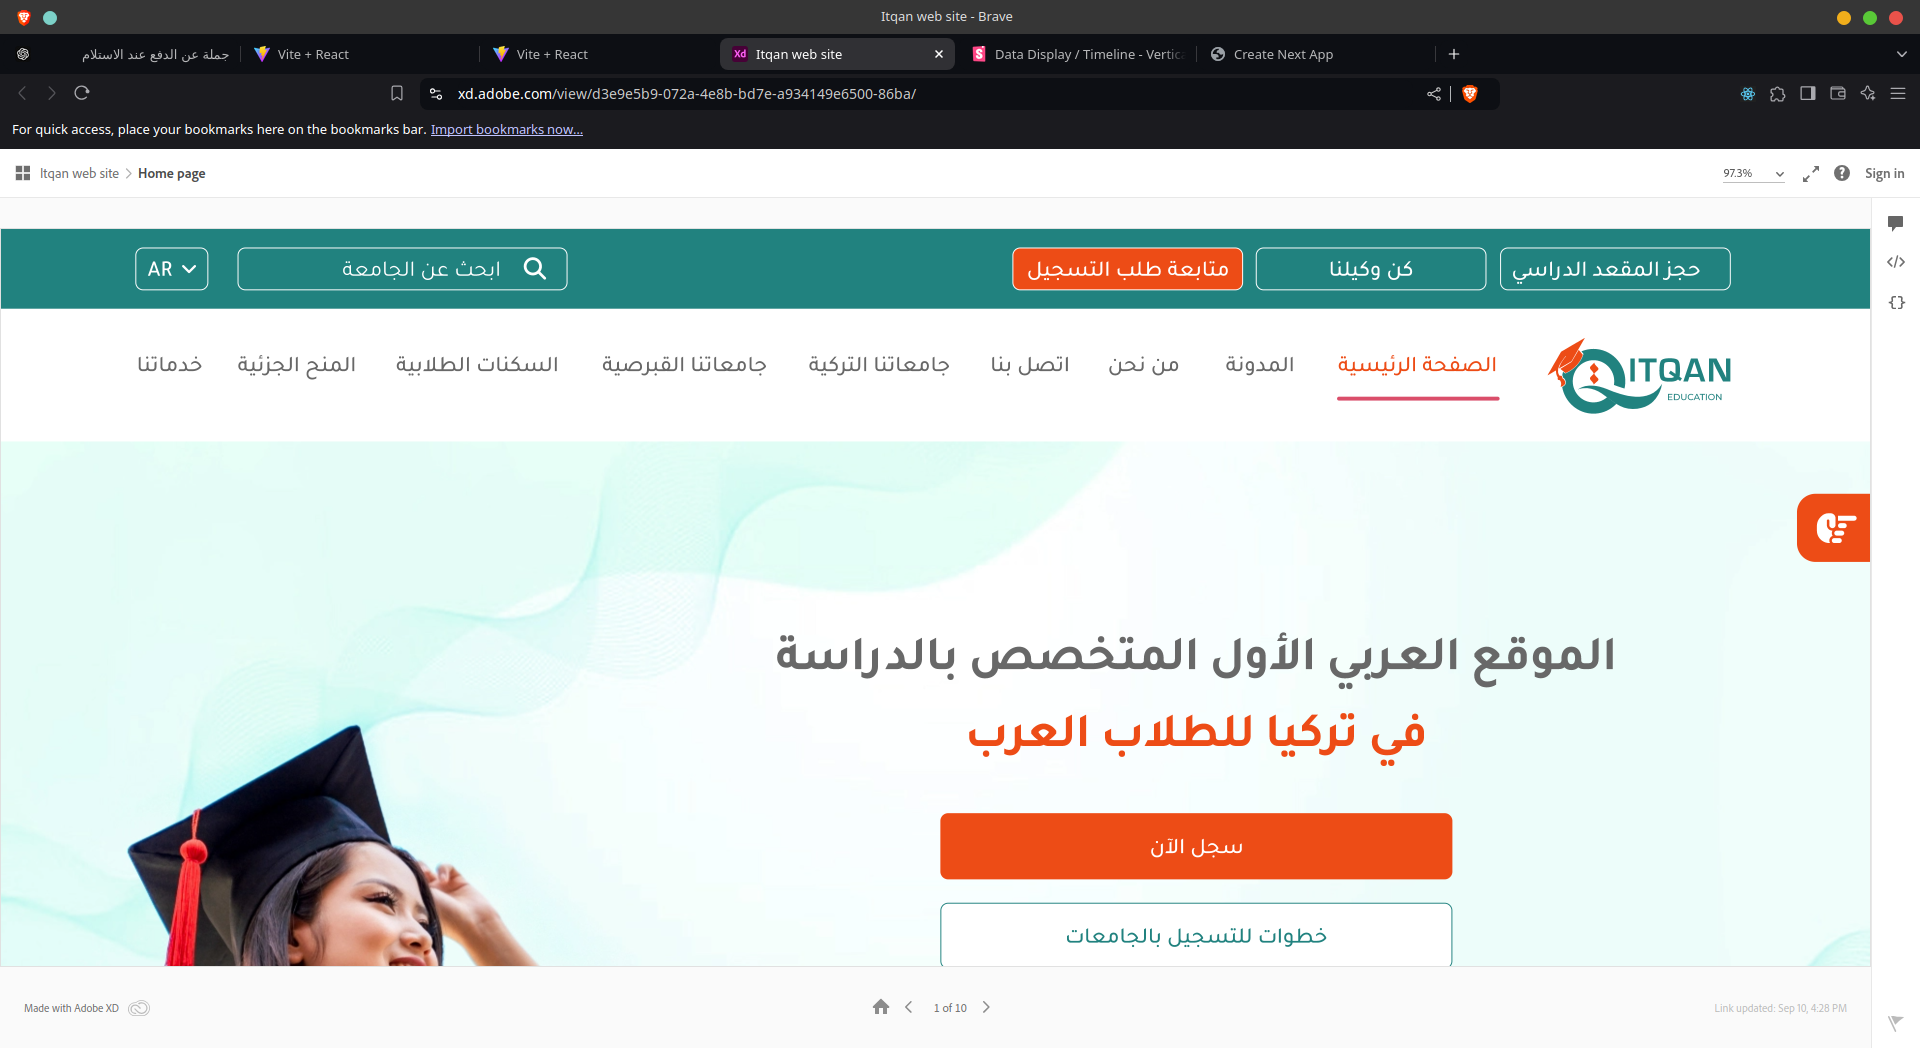 Itqan web site - Brave
جملة عن الدفع عند الاستلام
Vite + React
Vite + React
Xd
Itqan web site
Data Display / Timeline - Vertic
Create Next App
xd.adobe.com/view/d3e9e5b9-072a-4e8b-bd7e-a934149e6500-86ba/
For quick access, place your bookmarks here on the bookmarks bar. Import bookmarks now...
Itqan web site
Home page
97.3%
Sign in
حجز المقعد الدراسي
كن وكيلنا
متابعة طلب التسجيل
ابحث عن الجامعة
AR
ITQAN
EDUCATION
الصفحة الرئيسية
المدونة
من نحن
اتصل بنا
جامعاتنا التركية
جامعاتنا القبرصية
السكنات الطلابية
المنح الجزئية
خدماتنا
الموقع العربي الأول المتخصص بالدراسة
في تركيا للطلاب العرب
سجل الآن
خطوات للتسجيل بالجامعات
Made with Adobe XD
1 of 10
Link updated: Sep 10, 4:28 PM